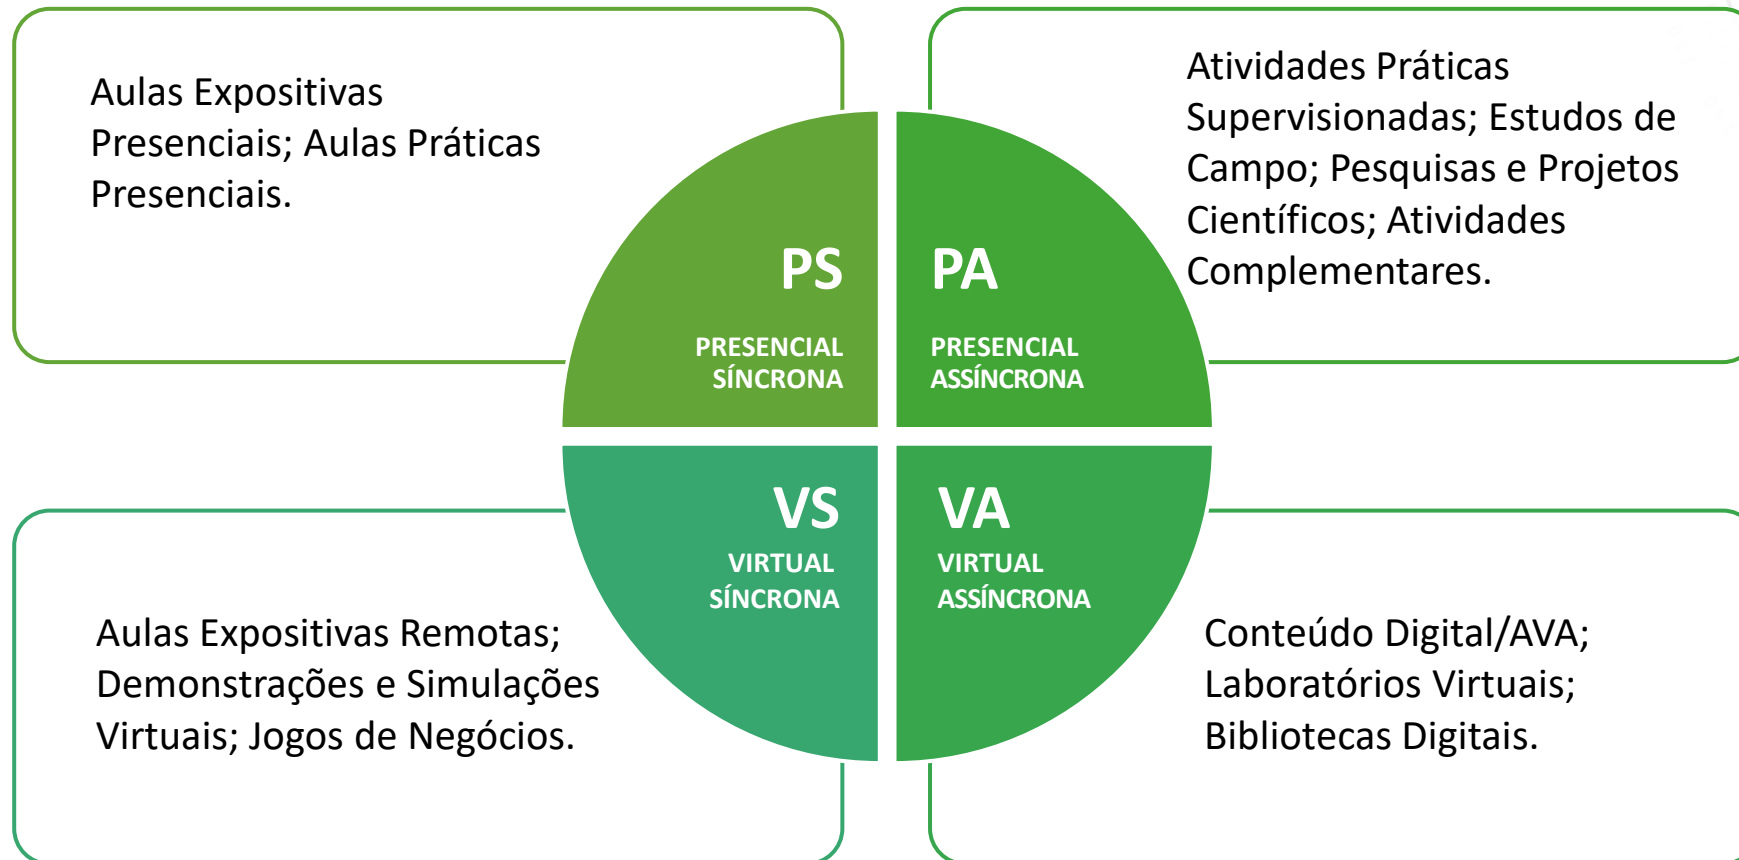 Aulas Expositivas
Presenciais; Aulas Práticas
Presenciais.
Atividades Práticas
Supervisionadas; Estudos de
Campo; Pesquisas e Projetos
Científicos; Atividades
Complementares.
PS
PRESENCIAL
SÍNCRONA
PA
PRESENCIAL
ASSÍNCRONA
VS
VIRTUAL
SÍNCRONA
VA
VIRTUAL
ASSÍNCRONA
Aulas Expositivas Remotas;
Demonstrações e Simulações
Virtuais; Jogos de Negócios.
Conteúdo Digital/AVA;
Laboratórios Virtuais;
Bibliotecas Digitais.